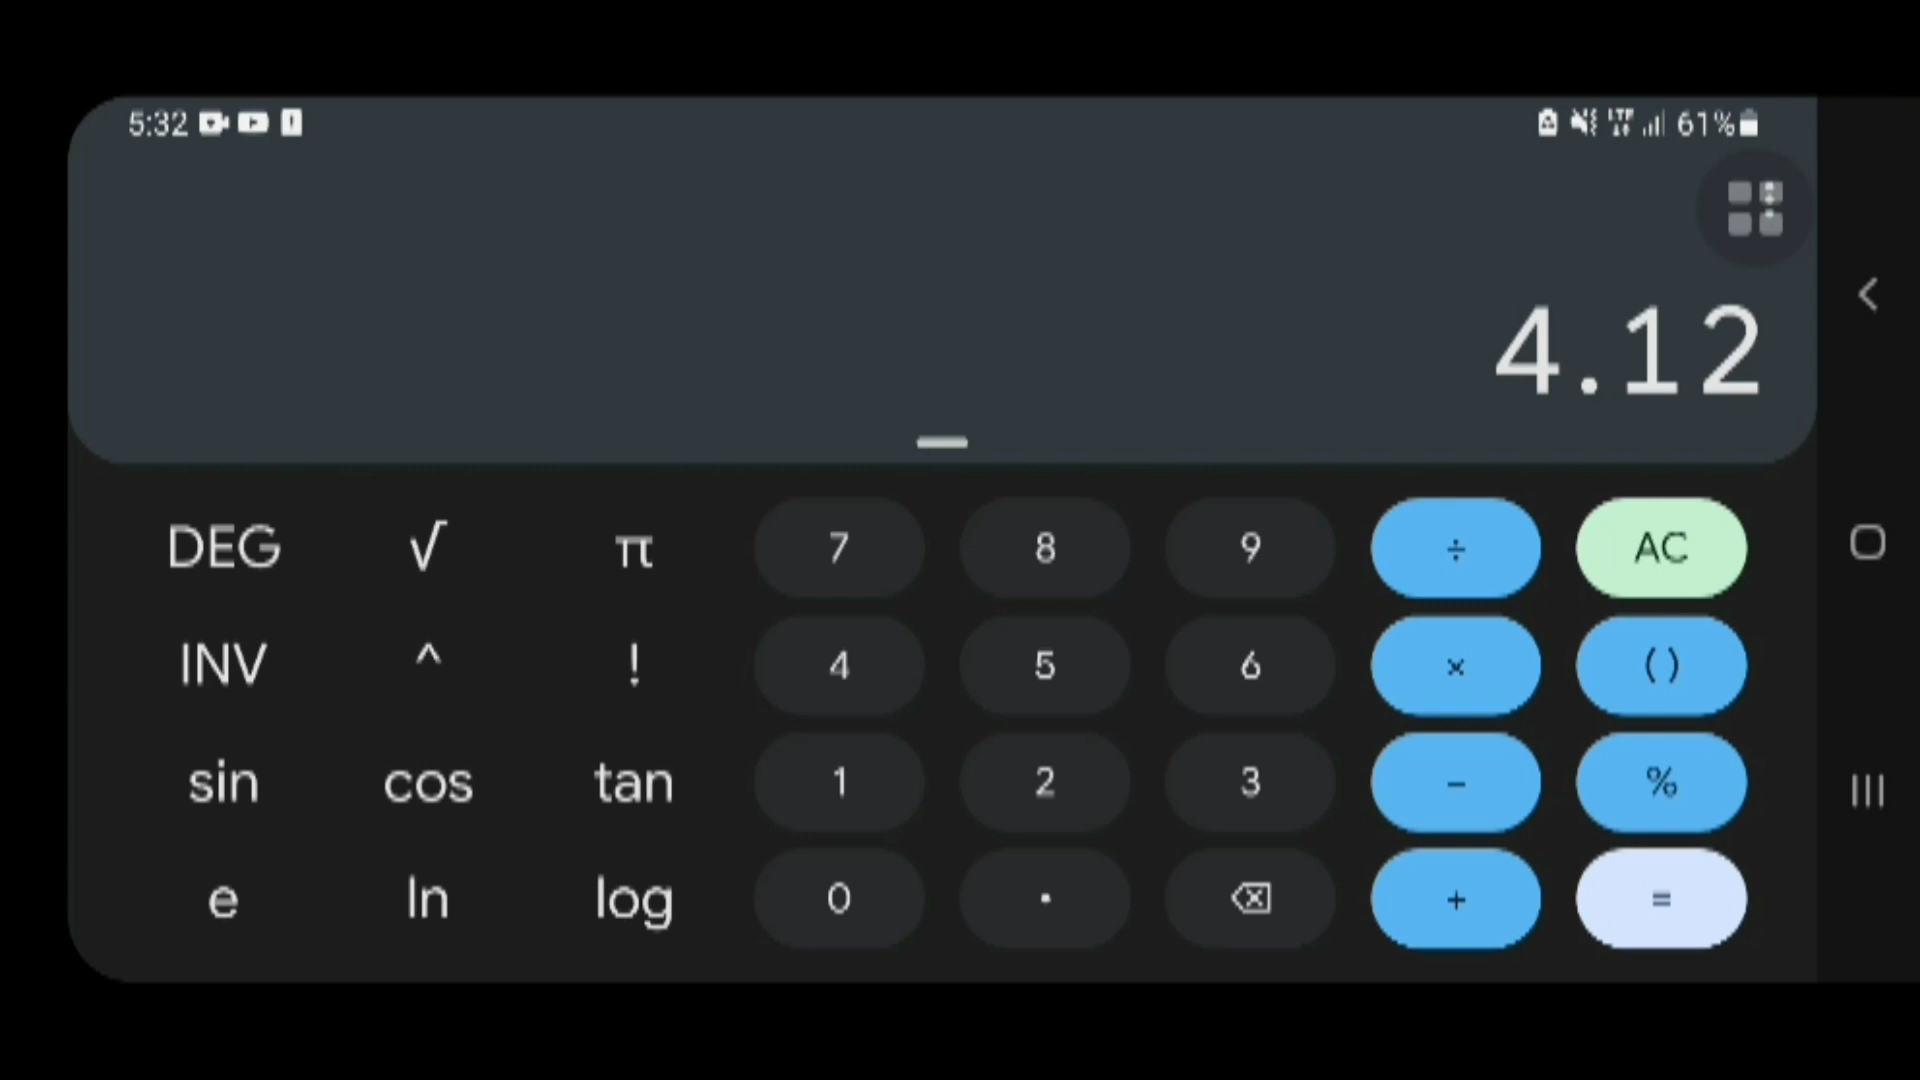 5:32 LTE 61%
4.12
DEG √ π 7 8 9 ÷ AC
INV ^ ! 4 5 6 × ( )
sin cos tan 1 2 3 − %
e ln log 0 . + =